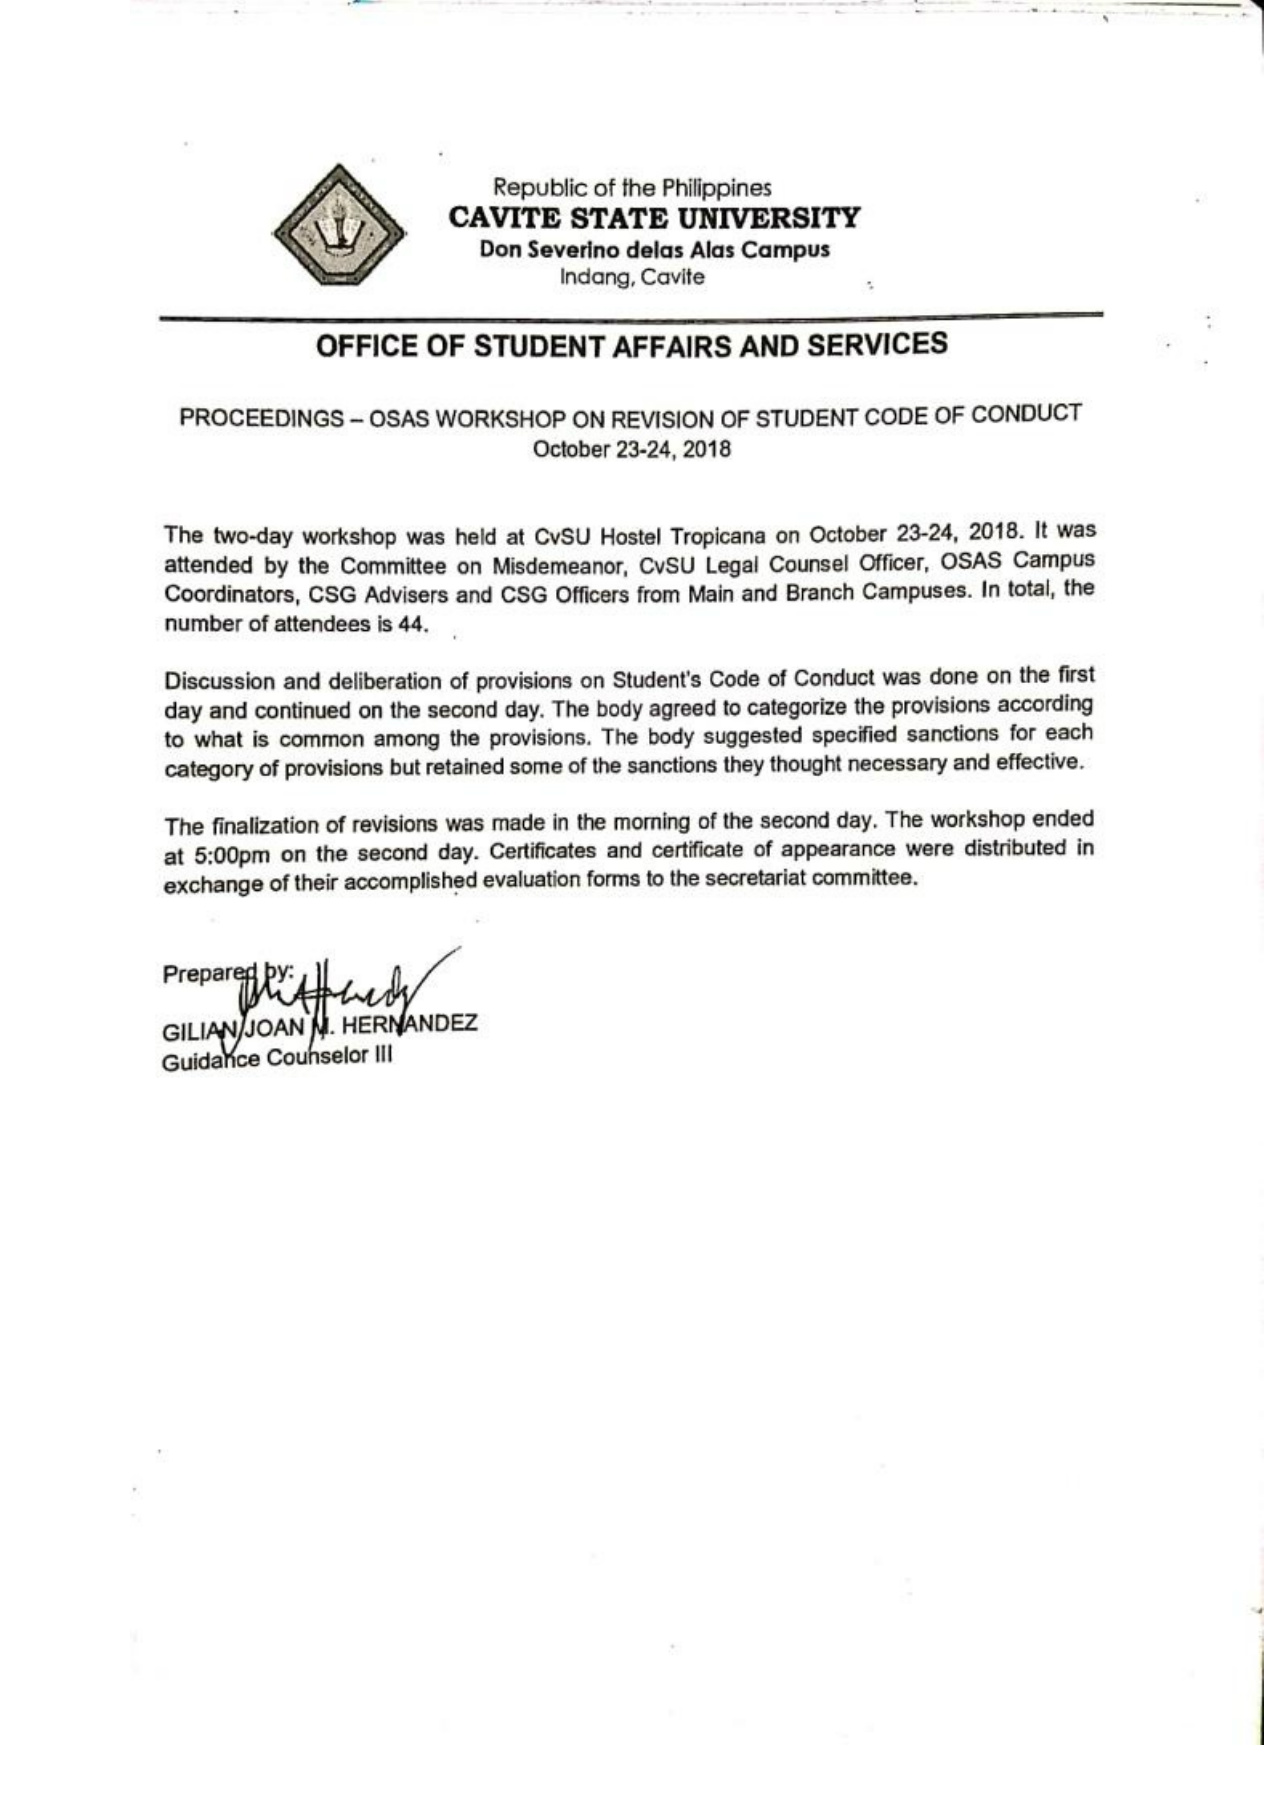 Republic of the Philippines
CAVITE STATE UNIVERSITY
Don Severino delas Alas Campus
Indang, Cavite
OFFICE OF STUDENT AFFAIRS AND SERVICES
PROCEEDINGS – OSAS WORKSHOP ON REVISION OF STUDENT CODE OF CONDUCT
October 23-24, 2018
The two-day workshop was held at CvSU Hostel Tropicana on October 23-24, 2018. It was
attended by the Committee on Misdemeanor, CvSU Legal Counsel Officer, OSAS Campus
Coordinators, CSG Advisers and CSG Officers from Main and Branch Campuses. In total, the
number of attendees is 44.
Discussion and deliberation of provisions on Student's Code of Conduct was done on the first
day and continued on the second day. The body agreed to categorize the provisions according
to what is common among the provisions. The body suggested specified sanctions for each
category of provisions but retained some of the sanctions they thought necessary and effective.
The finalization of revisions was made in the morning of the second day. The workshop ended
at 5:00pm on the second day. Certificates and certificate of appearance were distributed in
exchange of their accomplished evaluation forms to the secretariat committee.
Prepared by:
GILIAN JOAN M. HERNANDEZ
Guidance Counselor III